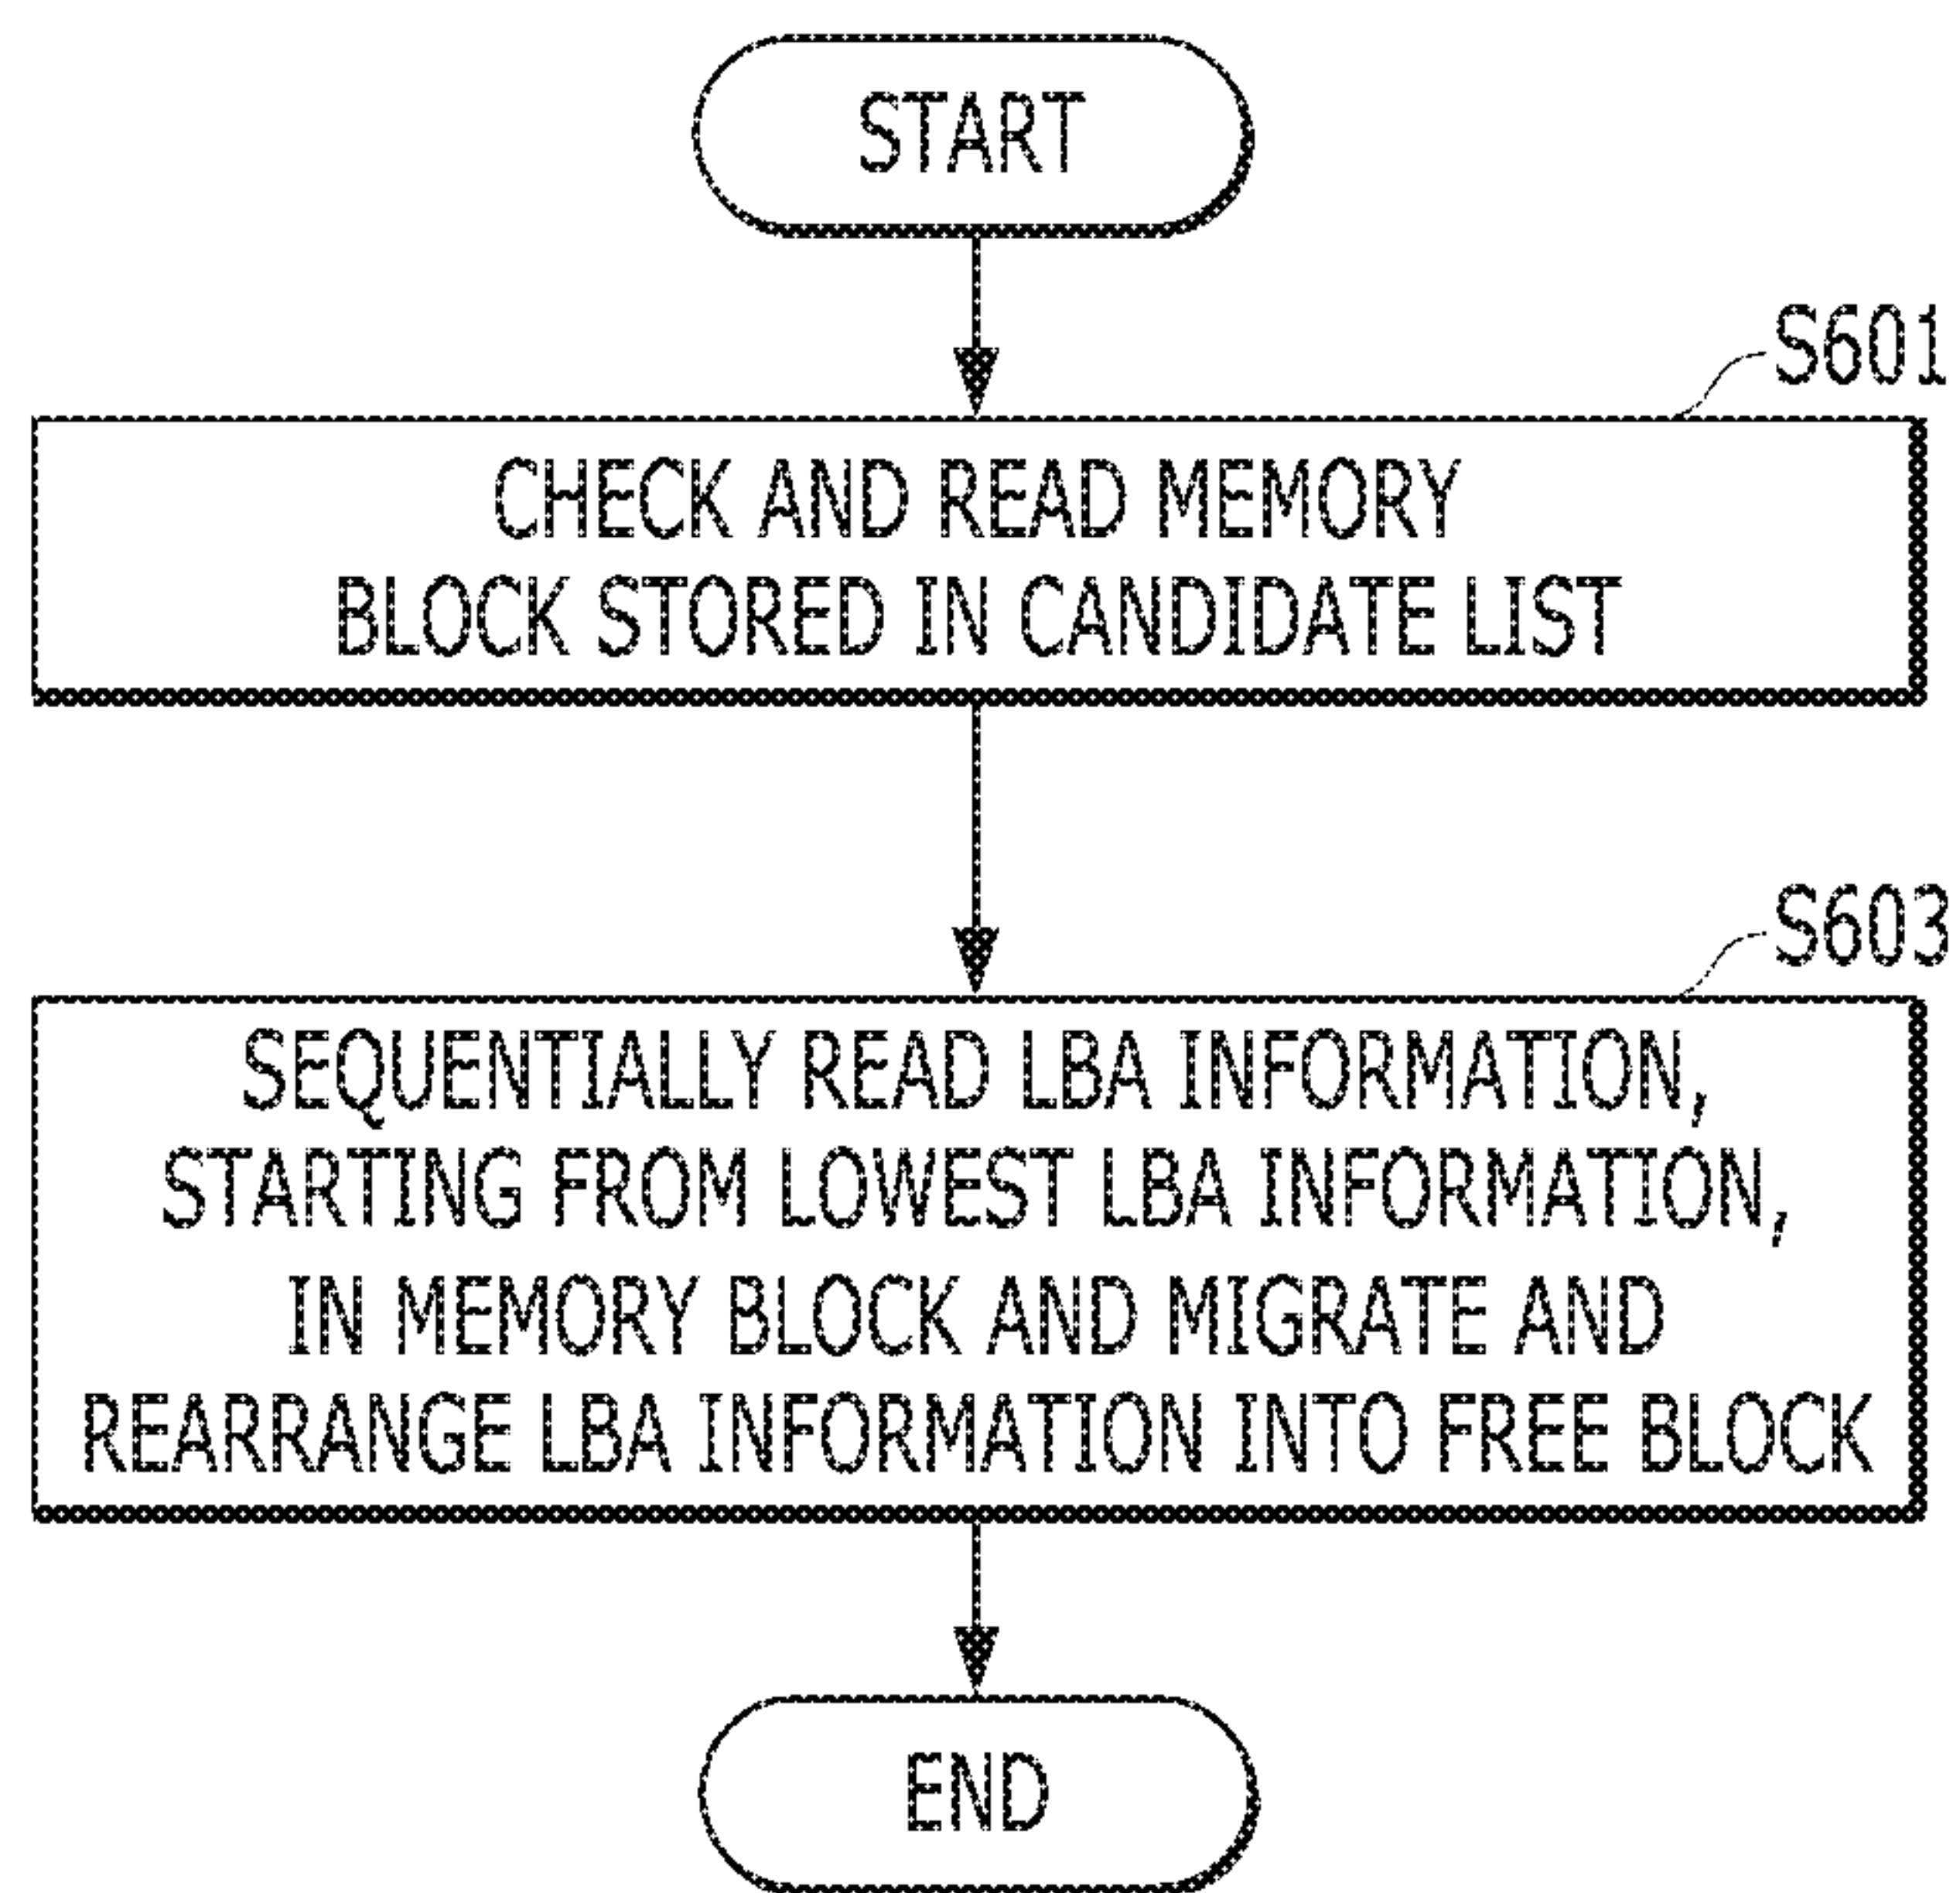 START
S601
CHECK AND READ MEMORY
BLOCK STORED IN CANDIDATE LIST
S603
SEQUENTIALLY READ LBA INFORMATION,
STARTING FROM LOWEST LBA INFORMATION,
IN MEMORY BLOCK AND MIGRATE AND
REARRANGE LBA INFORMATION INTO FREE BLOCK
END